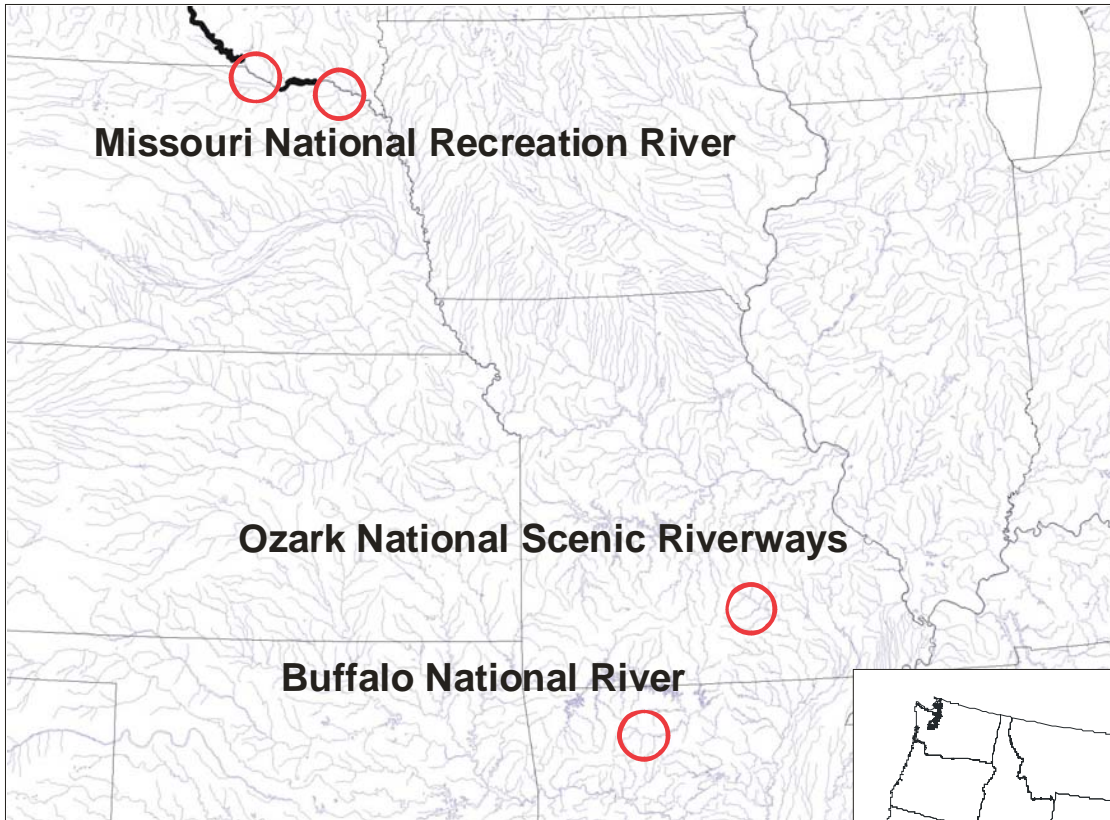 Missouri National Recreation River
Ozark National Scenic Riverways
Buffalo National River